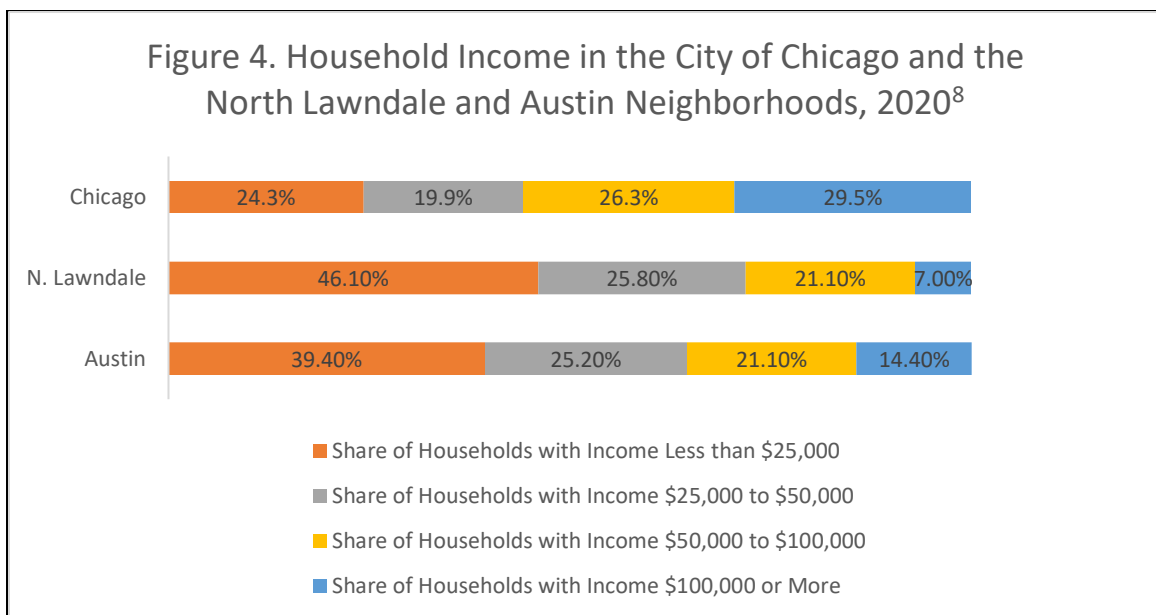 Figure 4. Household Income in the City of Chicago and the
North Lawndale and Austin Neighborhoods, 2020⁸
Chicago 24.3% 19.9% 26.3% 29.5%
N. Lawndale 46.10% 25.80% 21.10% 7.00%
Austin 39.40% 25.20% 21.10% 14.40%
Share of Households with Income Less than $25,000
Share of Households with Income $25,000 to $50,000
Share of Households with Income $50,000 to $100,000
Share of Households with Income $100,000 or More